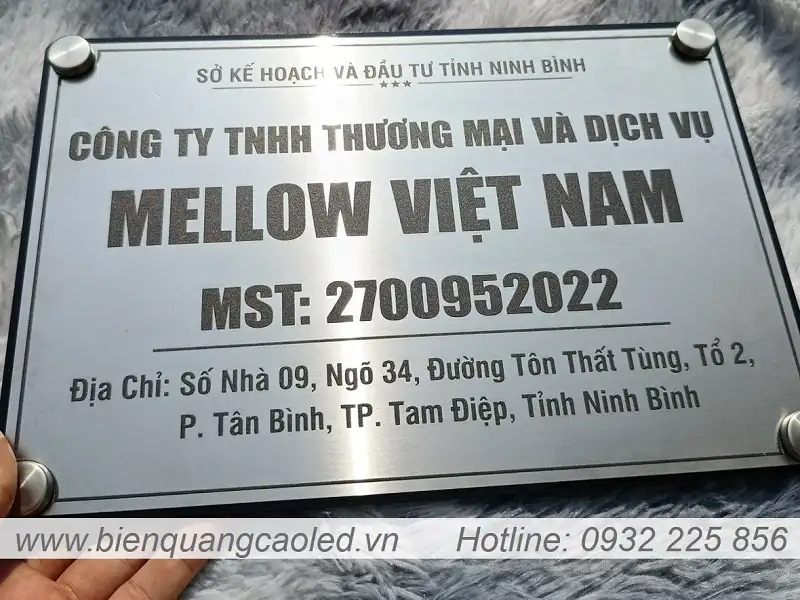 SỞ KẾ HOẠCH VÀ ĐẦU TƯ TỈNH NINH BÌNH
CÔNG TY TNHH THƯƠNG MẠI VÀ DỊCH VỤ
MELLOW VIỆT NAM
MST: 2700952022
Địa Chỉ: Số Nhà 09, Ngõ 34, Đường Tôn Thất Tùng, Tổ 2,
P. Tân Bình, TP. Tam Điệp, Tỉnh Ninh Bình
www.bienquangcaoled.vn Hotline: 0932 225 856